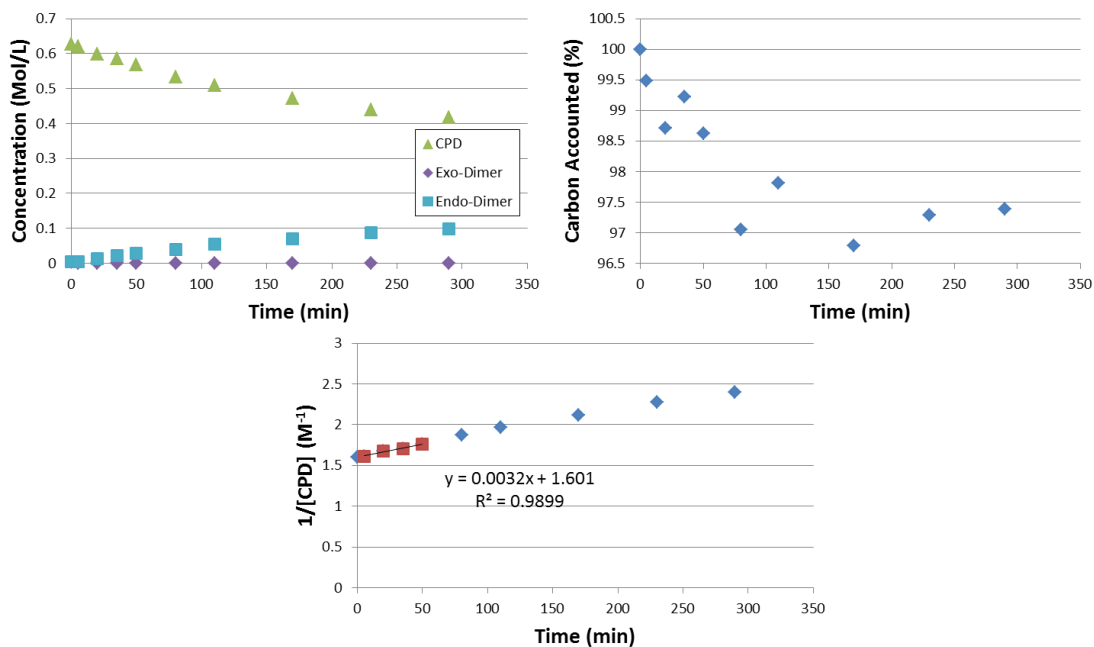 Concentration (Mol/L)
0.7
0.6
0.5
0.4
0.3
0.2
0.1
0
CPD
Exo-Dimer
Endo-Dimer
0 50 100 150 200 250 300 350
Time (min)
Carbon Accounted (%)
100.5
100
99.5
99
98.5
98
97.5
97
96.5
0 50 100 150 200 250 300 350
Time (min)
1/[CPD] (M⁻¹)
3
2.5
2
1.5
1
0.5
0
y = 0.0032x + 1.601
R² = 0.9899
0 50 100 150 200 250 300 350
Time (min)